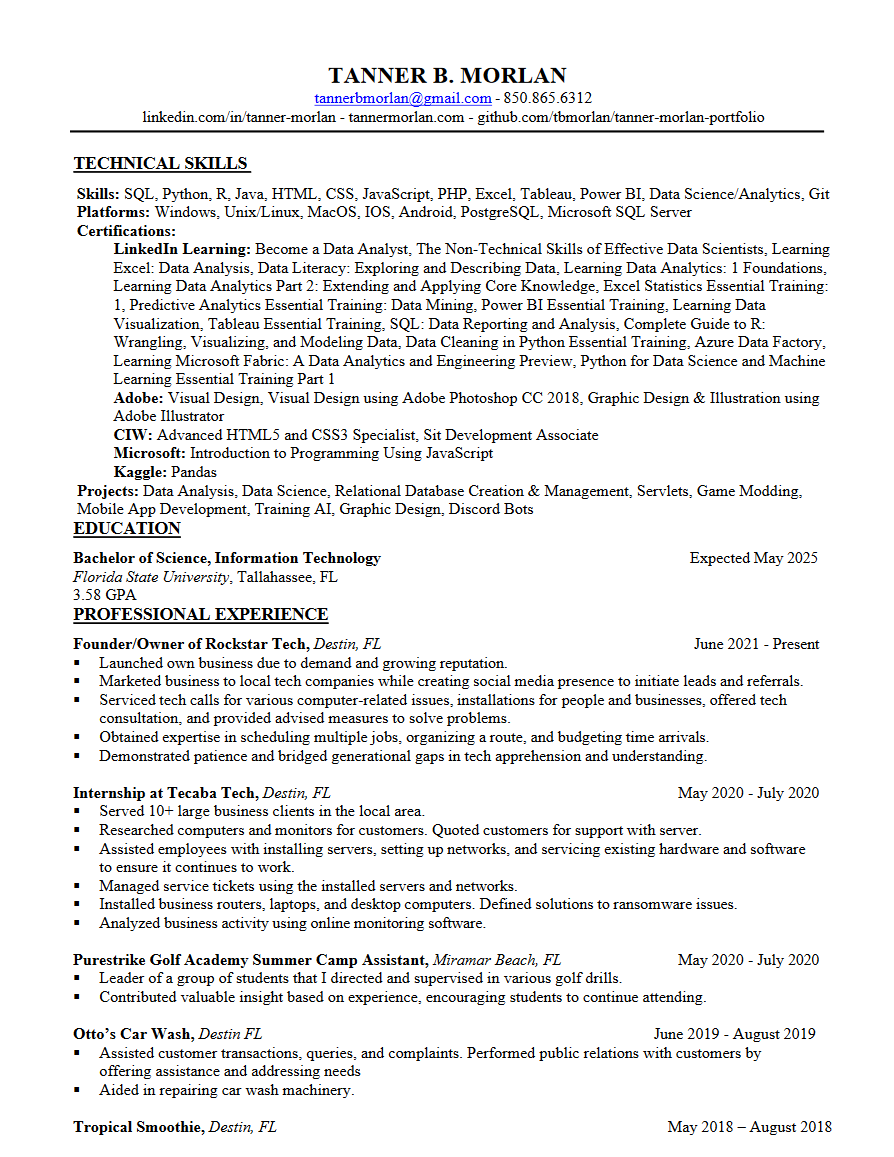 TANNER B. MORLAN
tannerbmorlan@gmail.com - 850.865.6312
linkedin.com/in/tanner-morlan - tannermorlan.com - github.com/tbmorlan/tanner-morlan-portfolio
TECHNICAL SKILLS
Skills: SQL, Python, R, Java, HTML, CSS, JavaScript, PHP, Excel, Tableau, Power BI, Data Science/Analytics, Git
Platforms: Windows, Unix/Linux, MacOS, IOS, Android, PostgreSQL, Microsoft SQL Server
Certifications:
LinkedIn Learning: Become a Data Analyst, The Non-Technical Skills of Effective Data Scientists, Learning
Excel: Data Analysis, Data Literacy: Exploring and Describing Data, Learning Data Analytics: 1 Foundations,
Learning Data Analytics Part 2: Extending and Applying Core Knowledge, Excel Statistics Essential Training:
1, Predictive Analytics Essential Training: Data Mining, Power BI Essential Training, Learning Data
Visualization, Tableau Essential Training, SQL: Data Reporting and Analysis, Complete Guide to R:
Wrangling, Visualizing, and Modeling Data, Data Cleaning in Python Essential Training, Azure Data Factory,
Learning Microsoft Fabric: A Data Analytics and Engineering Preview, Python for Data Science and Machine
Learning Essential Training Part 1
Adobe: Visual Design, Visual Design using Adobe Photoshop CC 2018, Graphic Design & Illustration using
Adobe Illustrator
CIW: Advanced HTML5 and CSS3 Specialist, Sit Development Associate
Microsoft: Introduction to Programming Using JavaScript
Kaggle: Pandas
Projects: Data Analysis, Data Science, Relational Database Creation & Management, Servlets, Game Modding,
Mobile App Development, Training AI, Graphic Design, Discord Bots
EDUCATION
Bachelor of Science, Information Technology Expected May 2025
Florida State University, Tallahassee, FL
3.58 GPA
PROFESSIONAL EXPERIENCE
Founder/Owner of Rockstar Tech, Destin, FL June 2021 - Present
▪ Launched own business due to demand and growing reputation.
▪ Marketed business to local tech companies while creating social media presence to initiate leads and referrals.
▪ Serviced tech calls for various computer-related issues, installations for people and businesses, offered tech
consultation, and provided advised measures to solve problems.
▪ Obtained expertise in scheduling multiple jobs, organizing a route, and budgeting time arrivals.
▪ Demonstrated patience and bridged generational gaps in tech apprehension and understanding.
Internship at Tecaba Tech, Destin, FL May 2020 - July 2020
▪ Served 10+ large business clients in the local area.
▪ Researched computers and monitors for customers. Quoted customers for support with server.
▪ Assisted employees with installing servers, setting up networks, and servicing existing hardware and software
to ensure it continues to work.
▪ Managed service tickets using the installed servers and networks.
▪ Installed business routers, laptops, and desktop computers. Defined solutions to ransomware issues.
▪ Analyzed business activity using online monitoring software.
Purestrike Golf Academy Summer Camp Assistant, Miramar Beach, FL May 2020 - July 2020
▪ Leader of a group of students that I directed and supervised in various golf drills.
▪ Contributed valuable insight based on experience, encouraging students to continue attending.
Otto’s Car Wash, Destin FL June 2019 - August 2019
▪ Assisted customer transactions, queries, and complaints. Performed public relations with customers by
offering assistance and addressing needs
▪ Aided in repairing car wash machinery.
Tropical Smoothie, Destin, FL May 2018 – August 2018